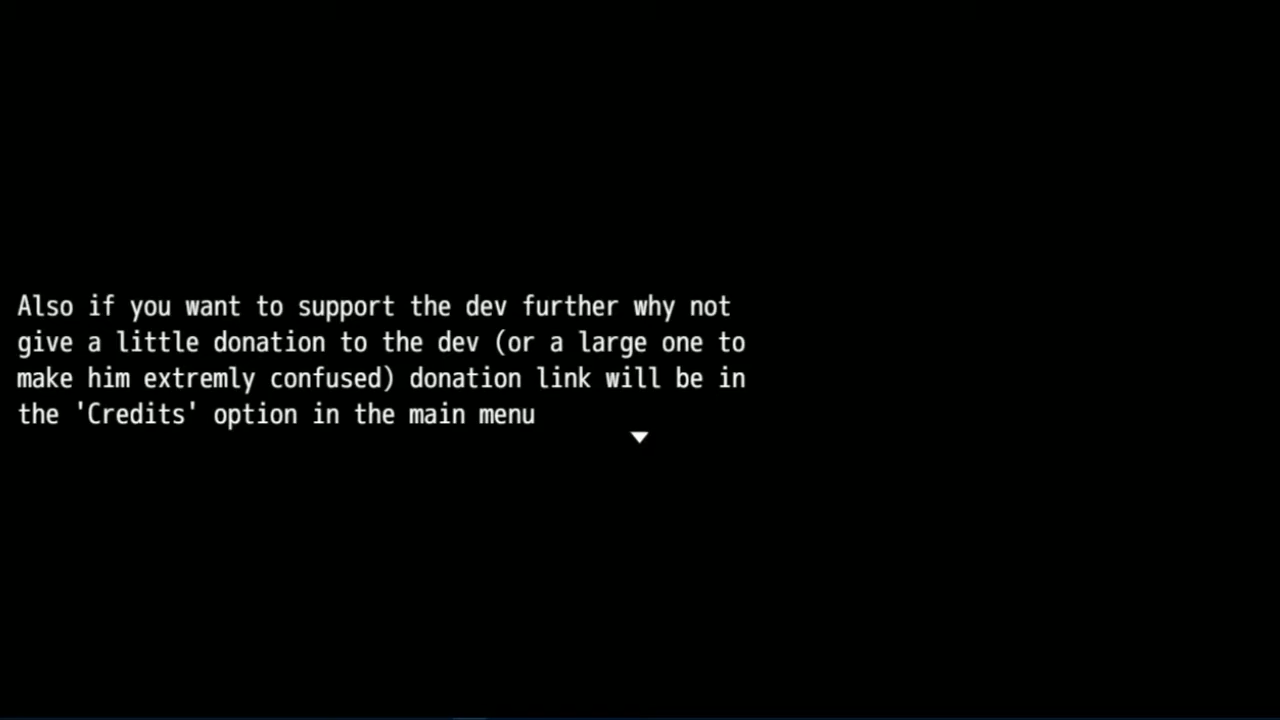 Also if you want to support the dev further why not
give a little donation to the dev (or a large one to
make him extremly confused) donation link will be in
the 'Credits' option in the main menu